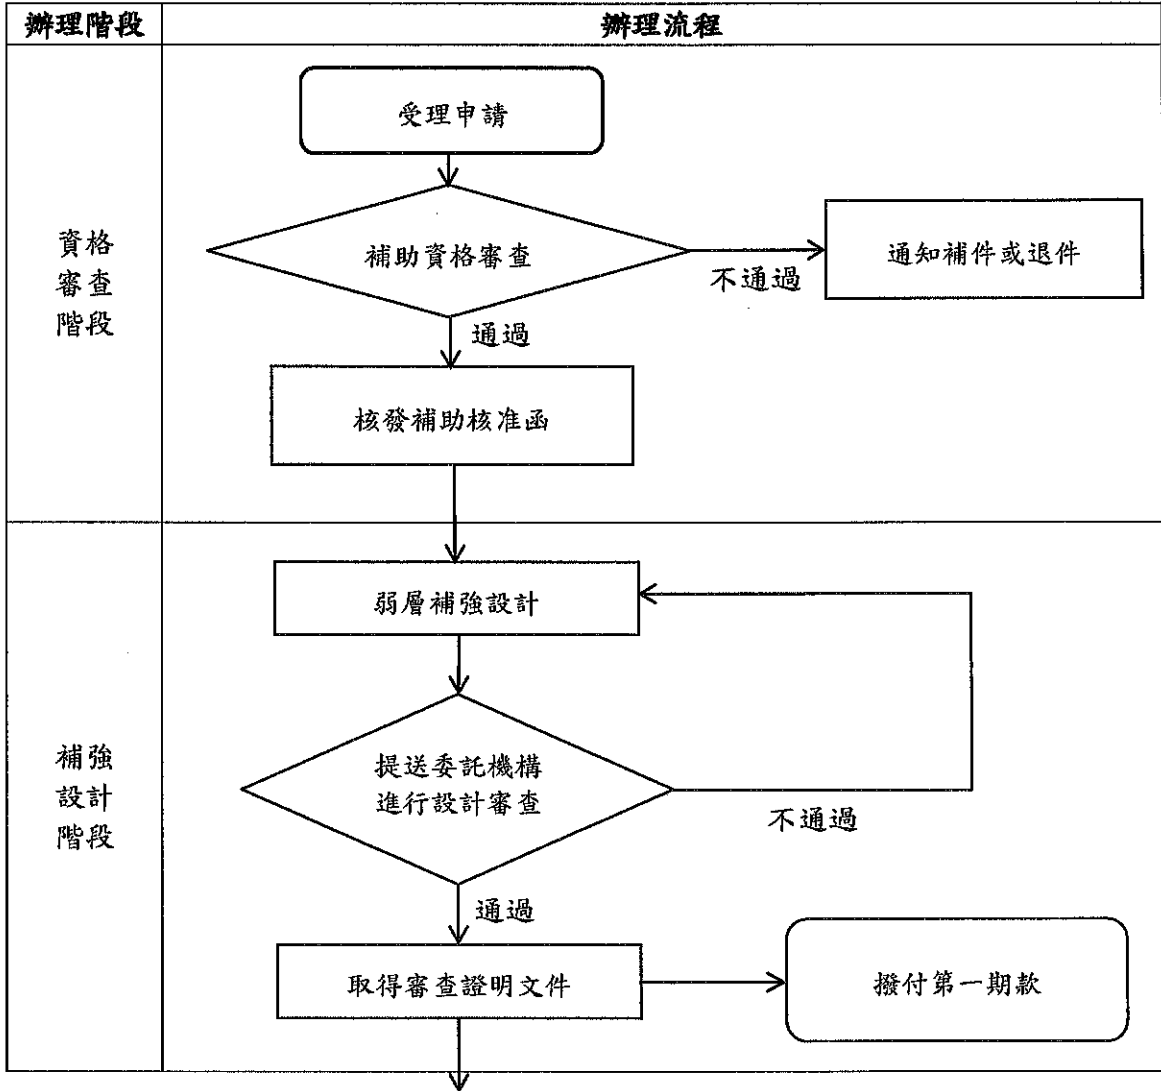 辦理階段
辦理流程
受理申請
資格
審查
階段
補助資格審查
不通過
通知補件或退件
通過
核發補助核准函
補強
設計
階段
弱層補強設計
提送委託機構
進行設計審查
不通過
通過
取得審查證明文件
撥付第一期款